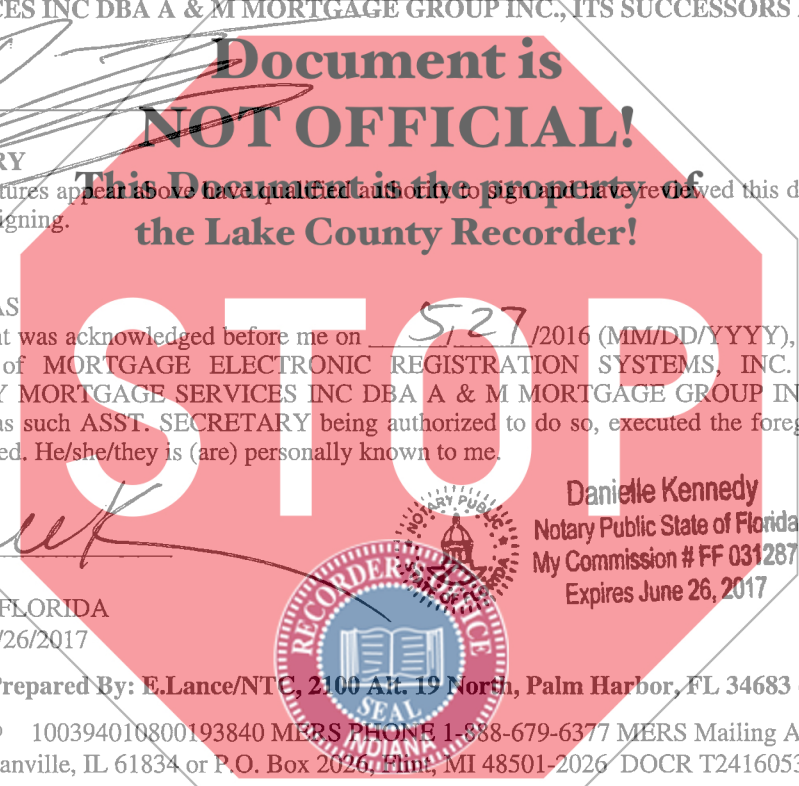 CES INC DBA A & M MORTGAGE GROUP INC., ITS SUCCESSORS
Document is
NOT OFFICIAL!
RY
This Document is the property of
tures appear above have qualified authority to sign and have reviewed this d
igning.
the Lake County Recorder!
AS
STOP
nt was acknowledged before me on 5/27/2016 (MM/DD/YYYY),
of MORTGAGE ELECTRONIC REGISTRATION SYSTEMS, INC.
Y MORTGAGE SERVICES INC DBA A & M MORTGAGE GROUP IN
as such ASST. SECRETARY being authorized to do so, executed the foreg
ed. He/she/they is (are) personally known to me.
Danielle Kennedy
Notary Public State of Florida
My Commission # FF 031287
Expires June 26, 2017
NOTARY PUBLIC
STATE OF FLORIDA
RECORDER OFFICE
SEAL
INDIANA
FLORIDA
/26/2017
Prepared By: E.Lance/NTC, 2100 Alt. 19 North, Palm Harbor, FL 34683
100394010800193840 MERS PHONE 1-888-679-6377 MERS Mailing A
anville, IL 61834 or P.O. Box 2026, Flint, MI 48501-2026 DOCR T2416053